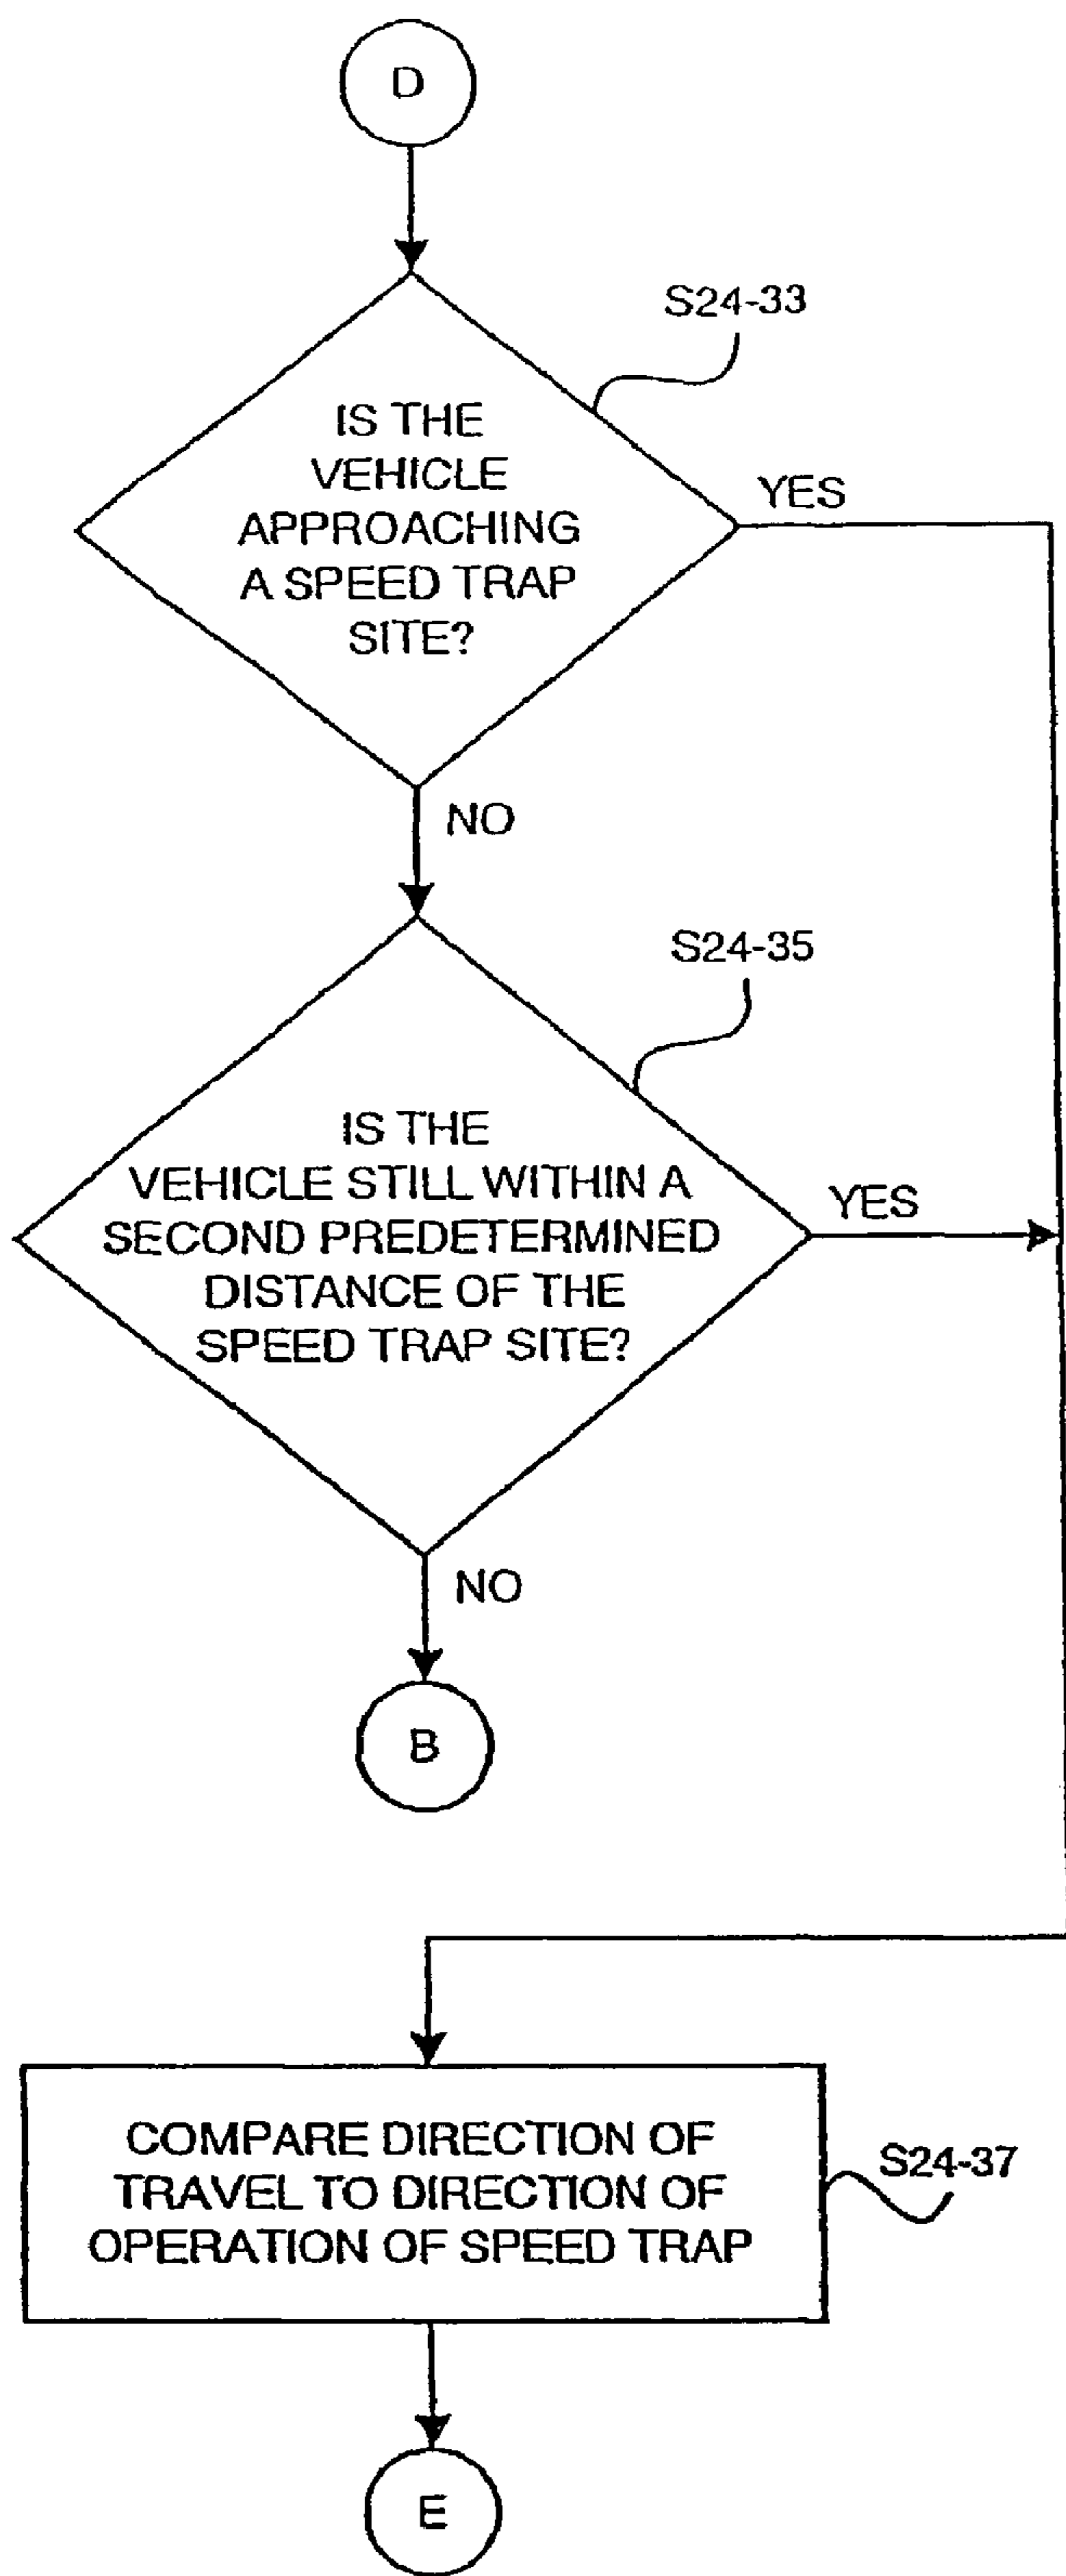 D
S24-33
IS THE
VEHICLE
APPROACHING
A SPEED TRAP
SITE?
YES
NO
S24-35
IS THE
VEHICLE STILL WITHIN A
SECOND PREDETERMINED
DISTANCE OF THE
SPEED TRAP SITE?
YES
NO
B
COMPARE DIRECTION OF
TRAVEL TO DIRECTION OF
OPERATION OF SPEED TRAP
S24-37
E